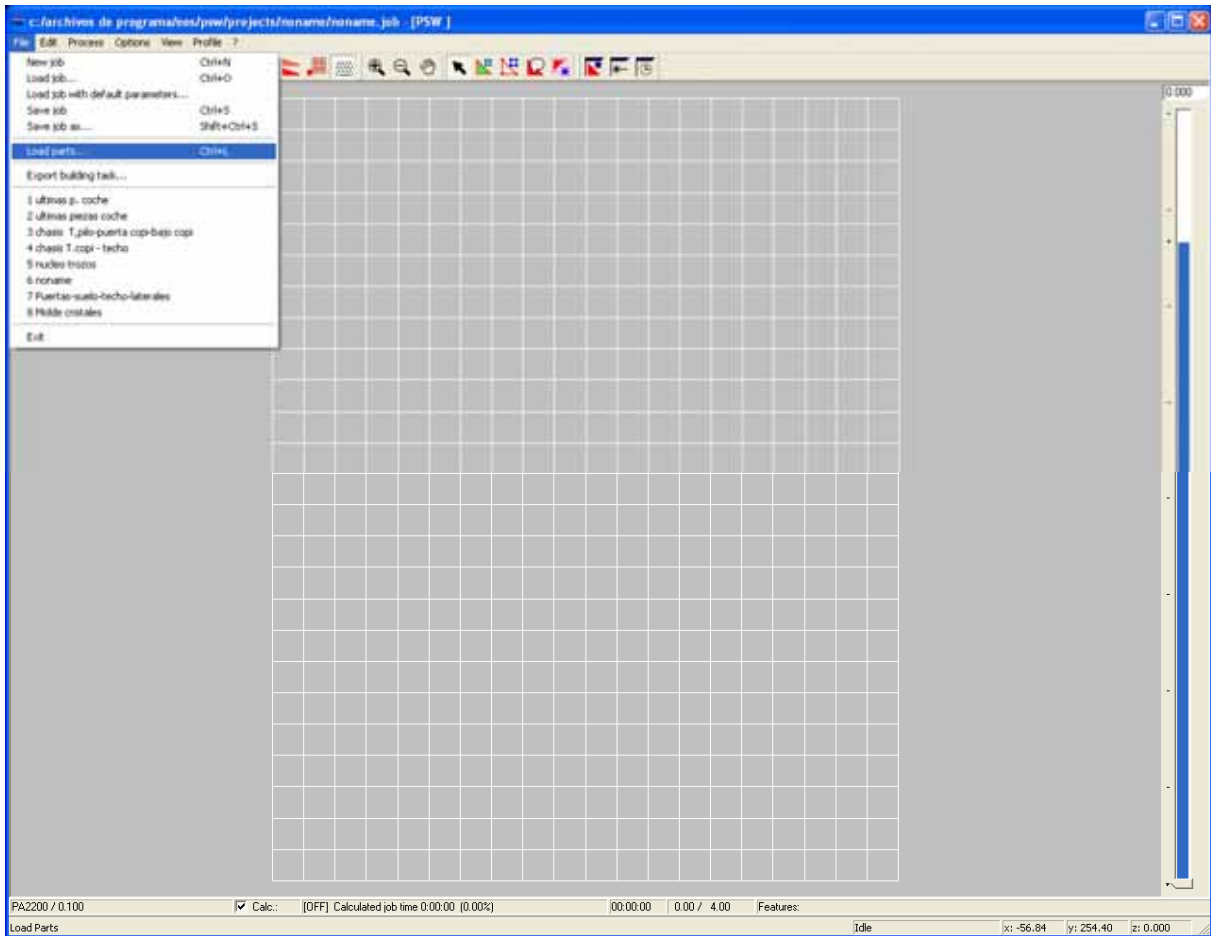 c:/archivos de programa/eos/psw/projects/noname/noname.job - [PSW ]
File Edit Process Options View Profile ?
New job Ctrl+N
Load job... Ctrl+O
Load job with default parameters...
Save job Ctrl+S
Save job as... Shift+Ctrl+S
Load parts... Ctrl+L
Export building task...
1 ultimas p. coche
2 ultimas piezas coche
3 chasis T,pilo-puerta copi-bajo copi
4 chasis T.copi - techo
5 nucleo trozos
6 noname
7 Puertas-suelo-techo-laterales
8 Molde cristales
Exit
0.000
PA2200 / 0.100 Calc.: [OFF] Calculated job time 0:00:00 (0.00%) 00:00:00 0.00 / 4.00 Features:
Load Parts Idle x: -56.84 y: 254.40 z: 0.000